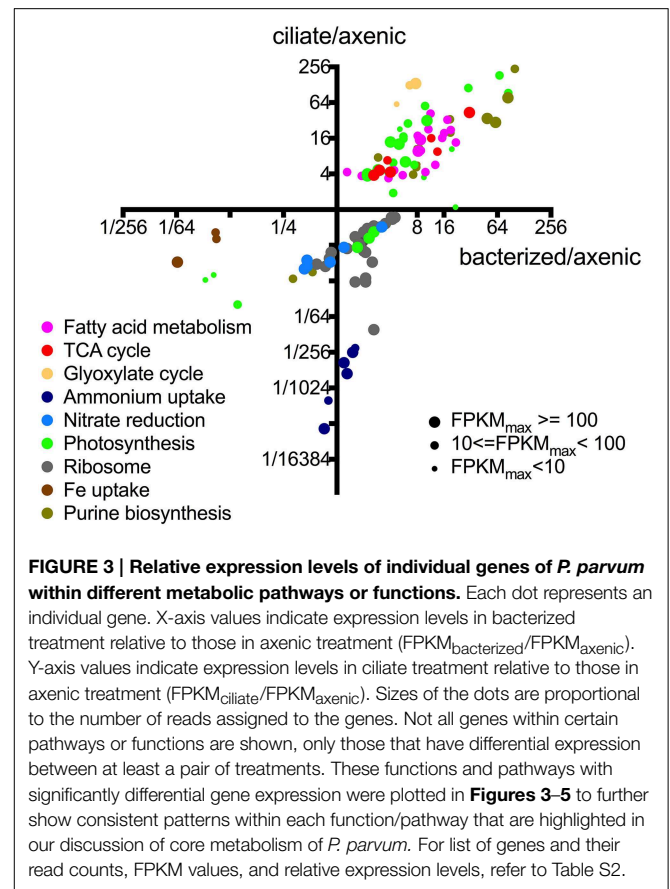 ciliate/axenic
256
64
16
4
1/256
1/64
1/4
8
16
64
256
bacterized/axenic
1/64
1/256
1/1024
1/16384
Fatty acid metabolism
TCA cycle
Glyoxylate cycle
Ammonium uptake
Nitrate reduction
Photosynthesis
Ribosome
Fe uptake
Purine biosynthesis
FPKMmax >= 100
10<=FPKMmax< 100
FPKMmax<10
FIGURE 3 | Relative expression levels of individual genes of P. parvum
within different metabolic pathways or functions. Each dot represents an
individual gene. X-axis values indicate expression levels in bacterized
treatment relative to those in axenic treatment (FPKMbacterized/FPKMaxenic).
Y-axis values indicate expression levels in ciliate treatment relative to those in
axenic treatment (FPKMciliate/FPKMaxenic). Sizes of the dots are proportional
to the number of reads assigned to the genes. Not all genes within certain
pathways or functions are shown, only those that have differential expression
between at least a pair of treatments. These functions and pathways with
significantly differential gene expression were plotted in Figures 3–5 to further
show consistent patterns within each function/pathway that are highlighted in
our discussion of core metabolism of P. parvum. For list of genes and their
read counts, FPKM values, and relative expression levels, refer to Table S2.